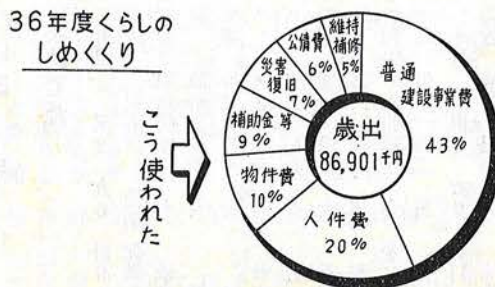 36年度くらしの
しめくくり
こう使われた
歳出
86,901千円
普通
建設事業費
43%
人件費
20%
物件費
10%
補助金等
9%
災害
復旧
7%
公債費
6%
維持
補修
5%